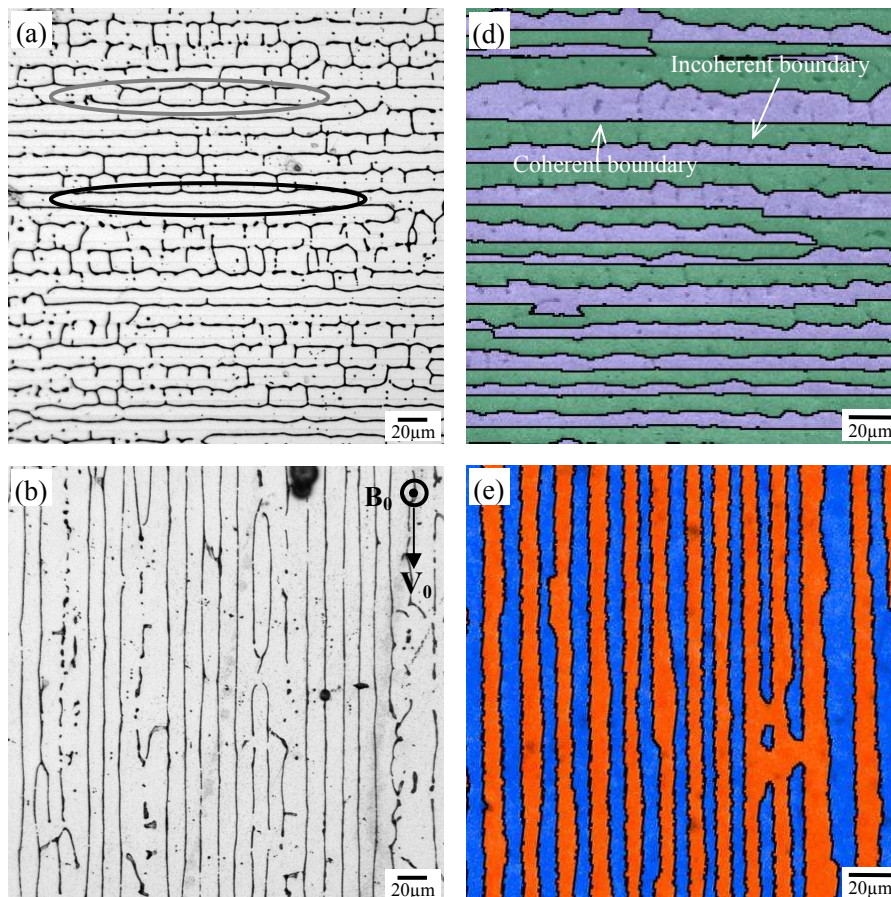 (a)
20μm
(d)
Incoherent boundary
Coherent boundary
20μm
(b)
B₀
V₀
20μm
(e)
20μm